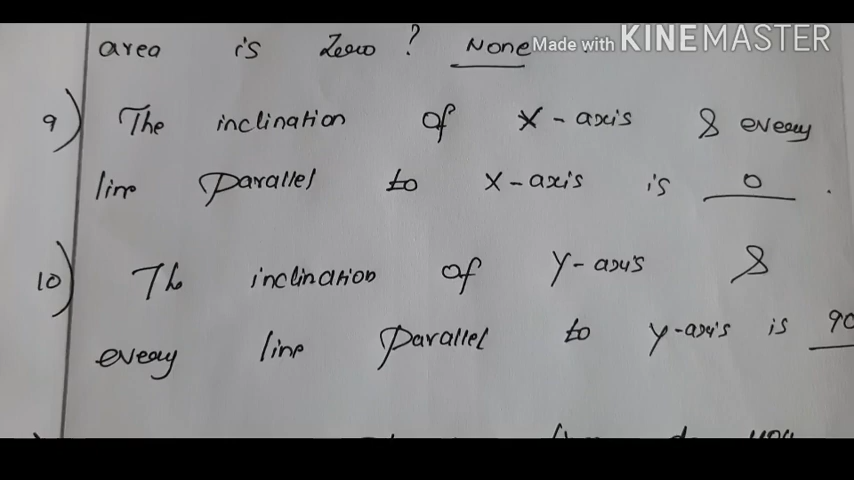 area is Zero? None
Made with KINEMASTER
9) The inclination of X-axis & every
line parallel to X-axis is 0.
10) The inclination of Y-axis &
every line parallel to y-axis is 90